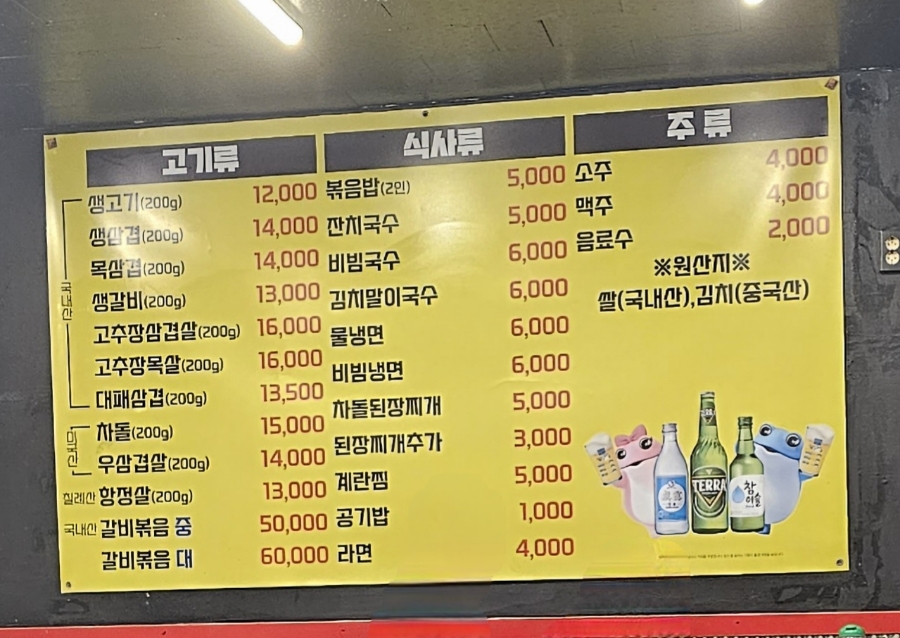 고기류
국내산
생고기(200g) 12,000
생삼겹(200g) 14,000
목삼겹(200g) 14,000
생갈비(200g) 13,000
고추장삼겹살(200g) 16,000
고추장목살(200g) 16,000
대패삼겹(200g) 13,500
미국산
차돌(200g) 15,000
우삼겹살(200g) 14,000
칠레산 항정살(200g) 13,000
국내산 갈비볶음 중 50,000
갈비볶음 대 60,000
식사류
볶음밥(2인) 5,000
잔치국수 5,000
비빔국수 6,000
김치말이국수 6,000
물냉면 6,000
비빔냉면 6,000
차돌된장찌개 5,000
된장찌개추가 3,000
계란찜 5,000
공기밥 1,000
라면 4,000
주류
소주 4,000
맥주 4,000
음료수 2,000
※원산지※
쌀(국내산),김치(중국산)
TERRA
참
이슬